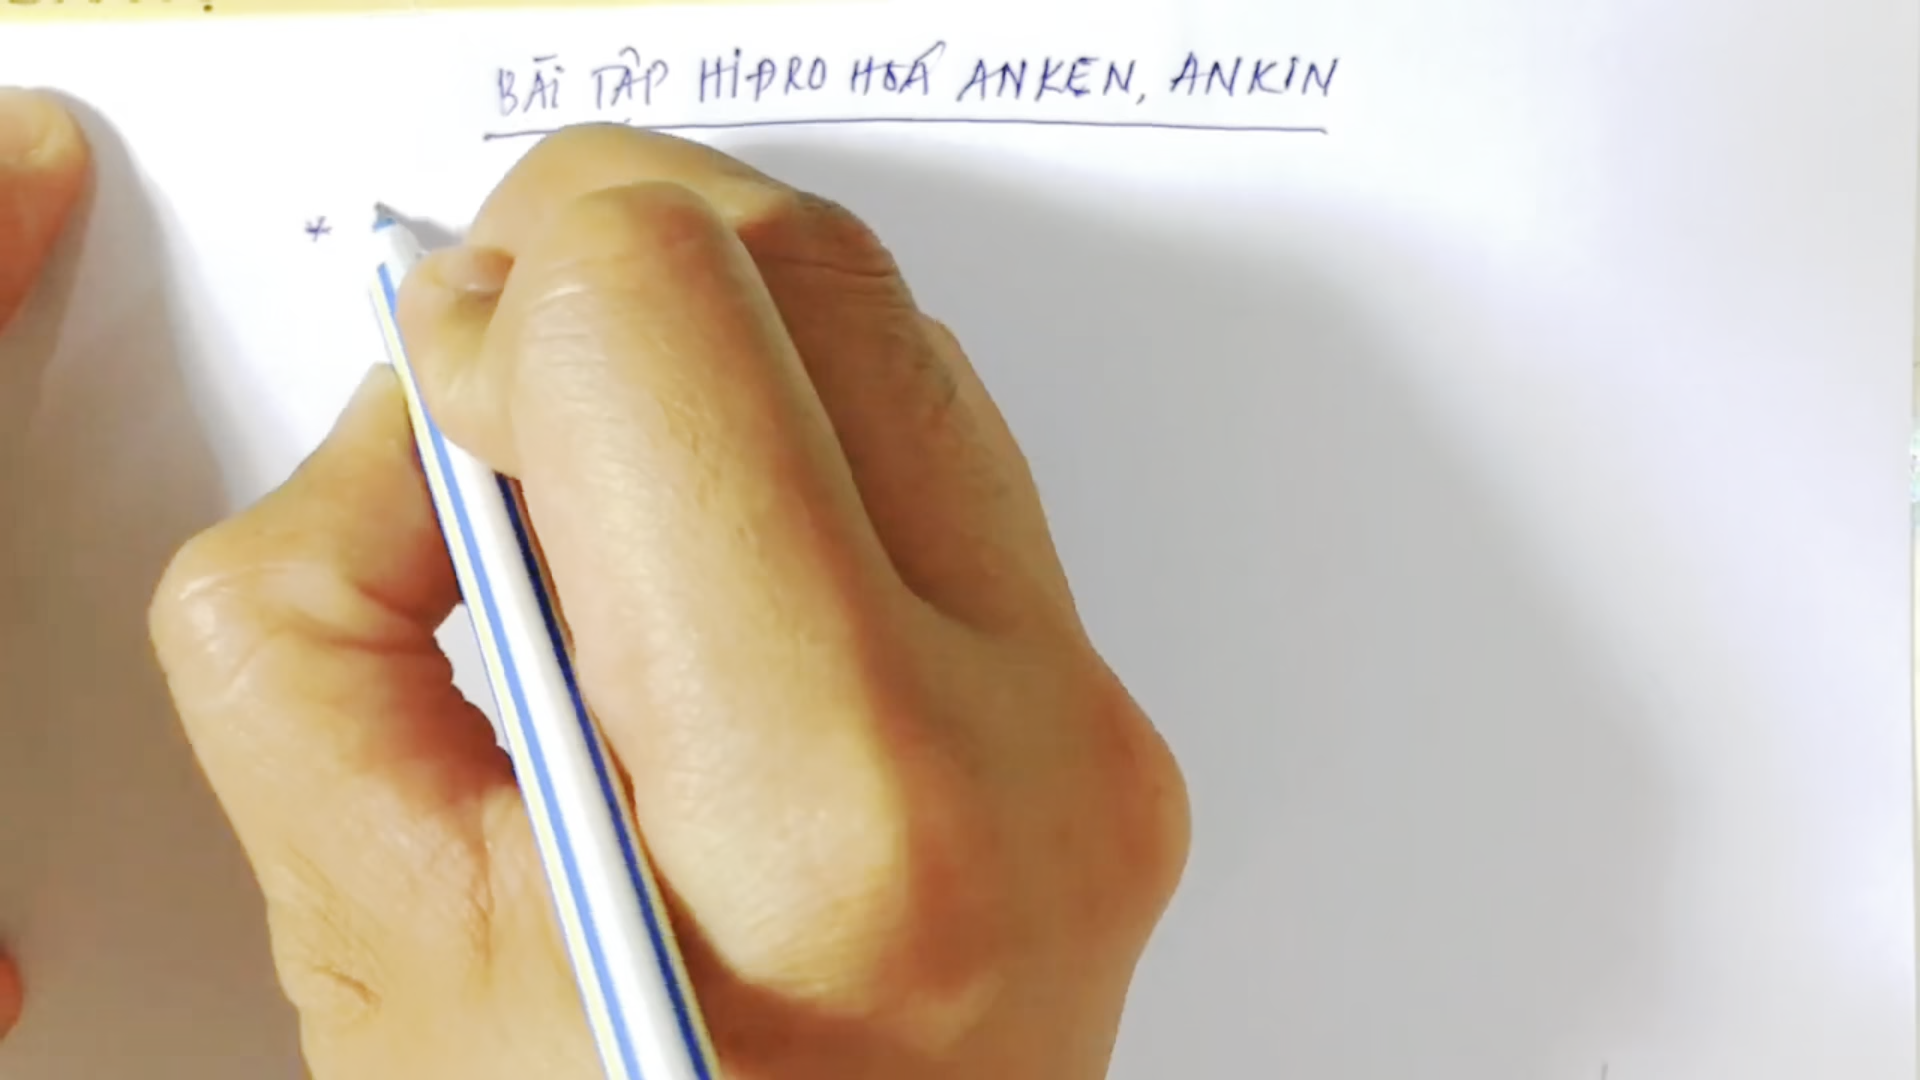 BÀI TẬP HIĐRO HOÁ ANKEN, ANKIN
*